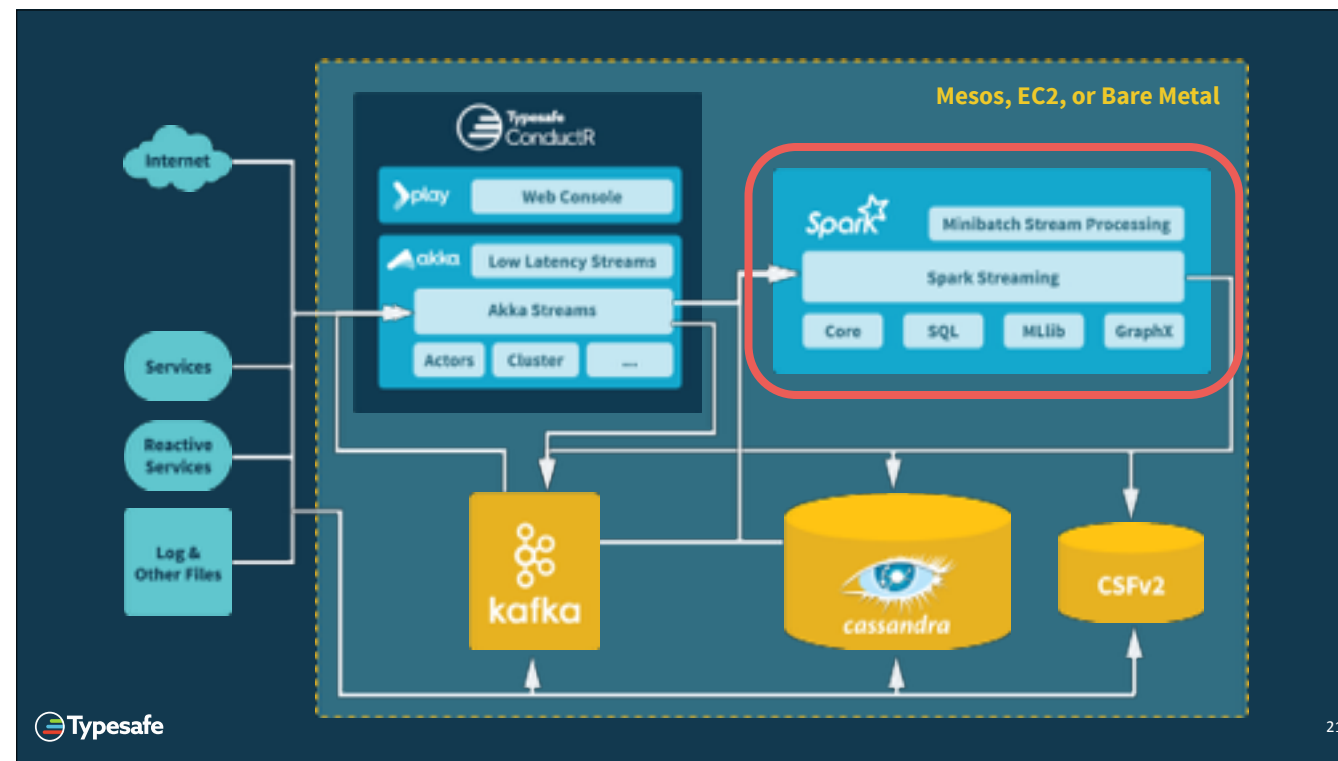 Mesos, EC2, or Bare Metal
Typesafe
ConductR
Internet
play
Web Console
Spark
Minibatch Stream Processing
akka
Low Latency Streams
Spark Streaming
Akka Streams
Core
SQL
MLlib
GraphX
Actors
Cluster
....
Services
Reactive
Services
Log &
Other Files
kafka
cassandra
CSFv2
Typesafe
21